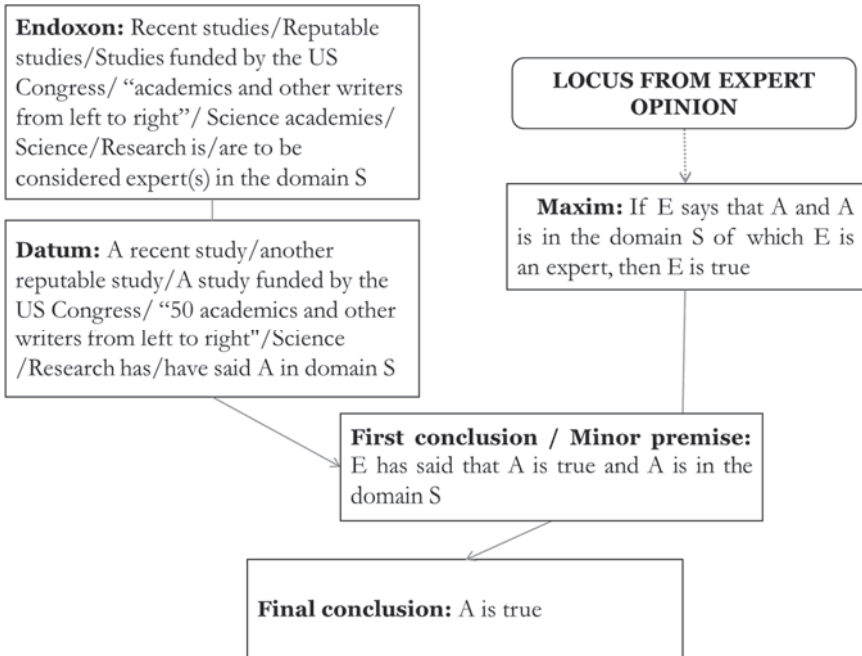 Endoxon: Recent studies/Reputable
studies/Studies funded by the US
Congress/ “academics and other writers
from left to right”/ Science academies/
Science/Research is/are to be
considered expert(s) in the domain S
LOCUS FROM EXPERT
OPINION
Maxim: If E says that A and A
is in the domain S of which E is
an expert, then E is true
Datum: A recent study/another
reputable study/A study funded by the
US Congress/ “50 academics and other
writers from left to right"/Science
/Research has/have said A in domain S
First conclusion / Minor premise:
E has said that A is true and A is in the
domain S
Final conclusion: A is true